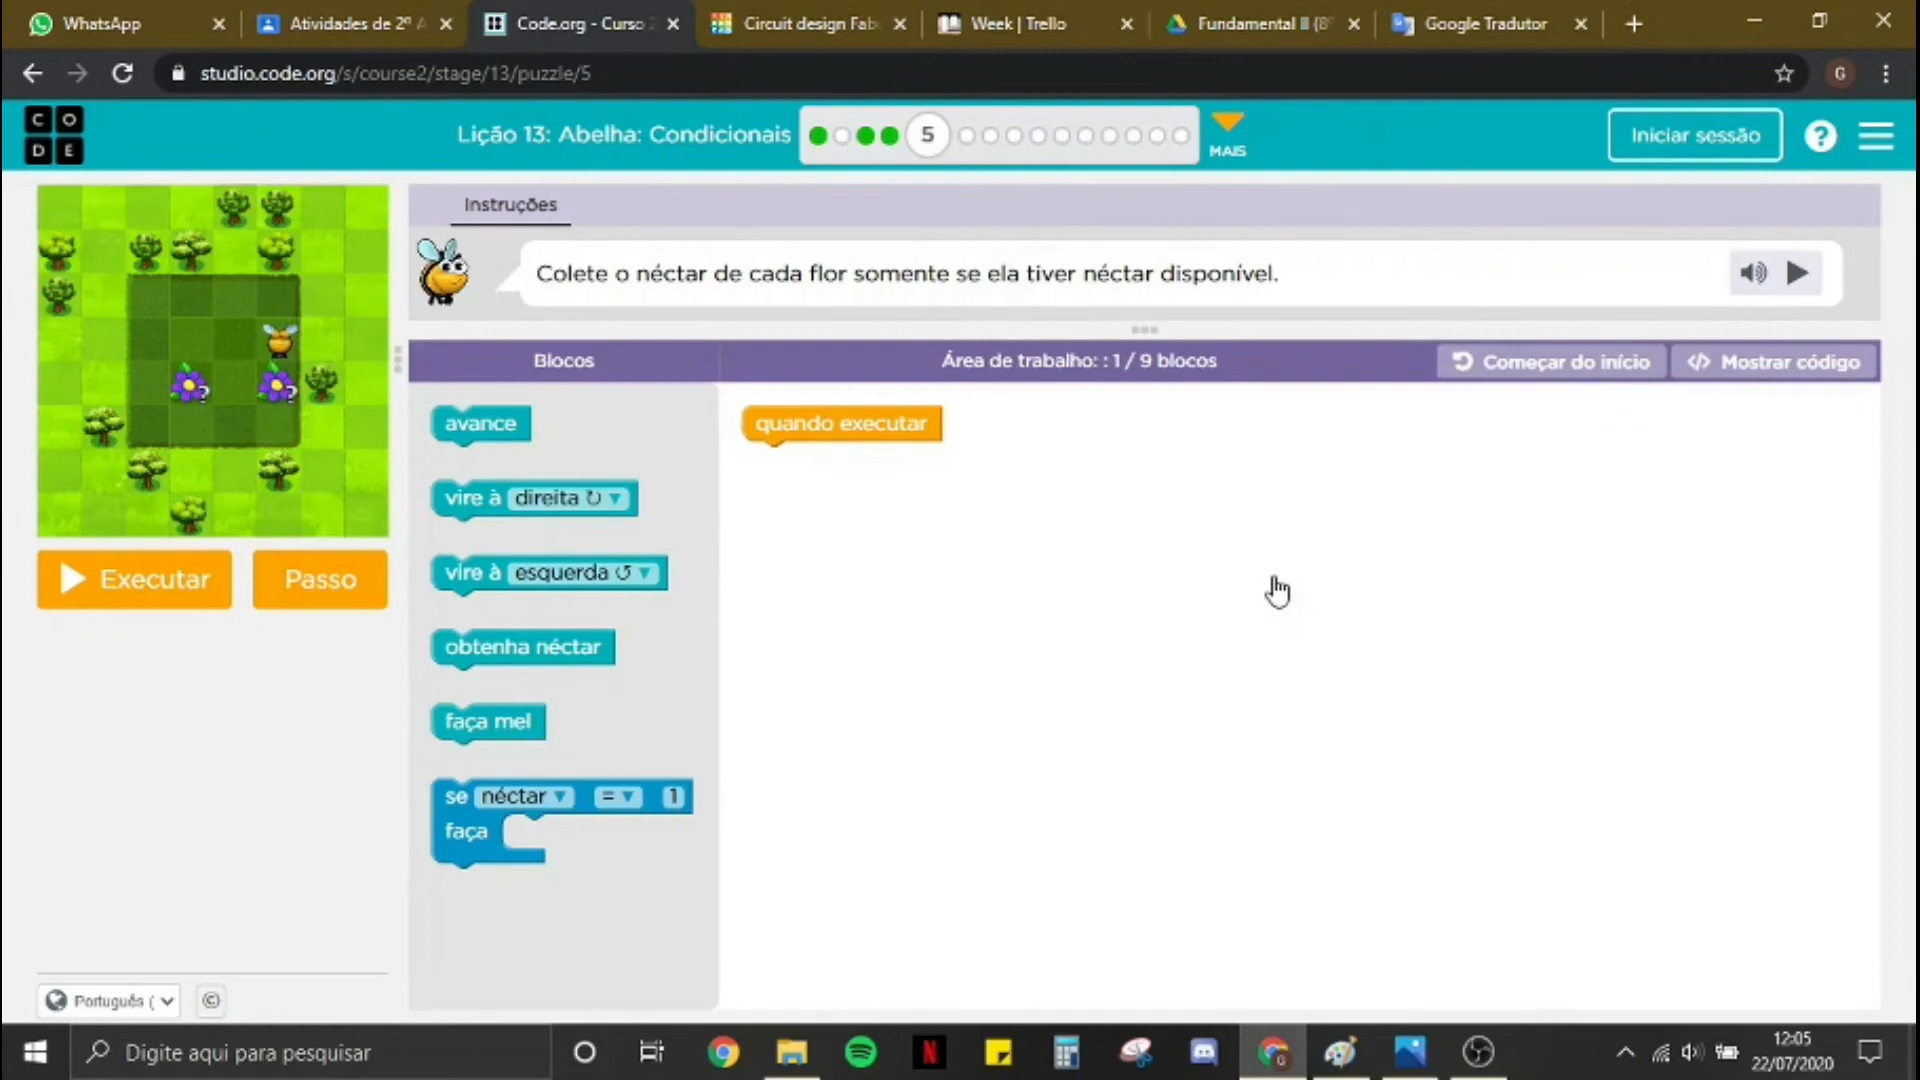 WhatsApp
Atividades de 2º A
Code.org - Curso 2
Circuit design Fab
Week | Trello
Fundamental II (8º
Google Tradutor
studio.code.org/s/course2/stage/13/puzzle/5
G
C O
D E
Lição 13: Abelha: Condicionais
5
MAIS
Iniciar sessão
?
Instruções
Colete o néctar de cada flor somente se ela tiver néctar disponível.
Blocos
Área de trabalho: : 1 / 9 blocos
Começar do início
</> Mostrar código
? ?
avance
quando executar
vire à direita ↻ ▼
vire à esquerda ↺ ▼
obtenha néctar
faça mel
se néctar ▼ = ▼ 1
faça
Executar
Passo
Português (
©
Digite aqui para pesquisar
N
G
12:05
22/07/2020